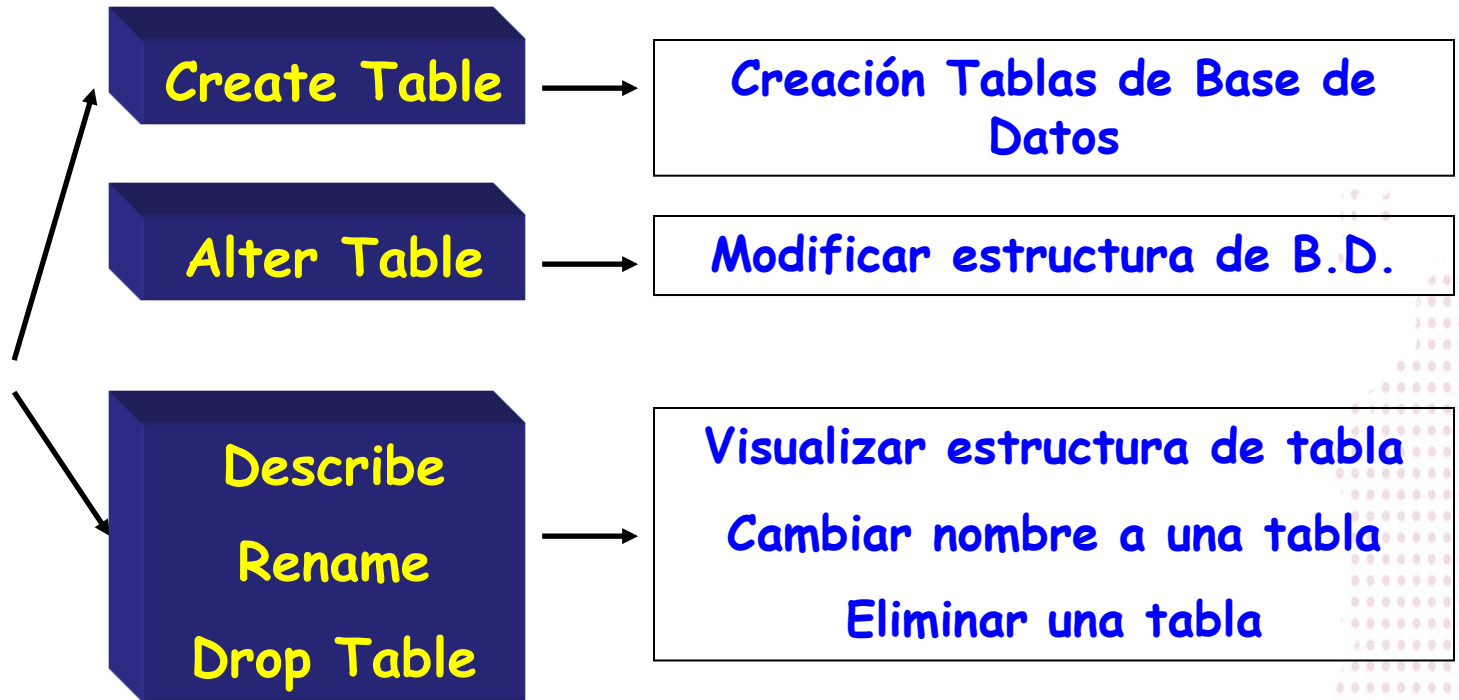 Create Table
Creación Tablas de Base de
Datos
Alter Table
Modificar estructura de B.D.
Describe
Rename
Drop Table
Visualizar estructura de tabla
Cambiar nombre a una tabla
Eliminar una tabla